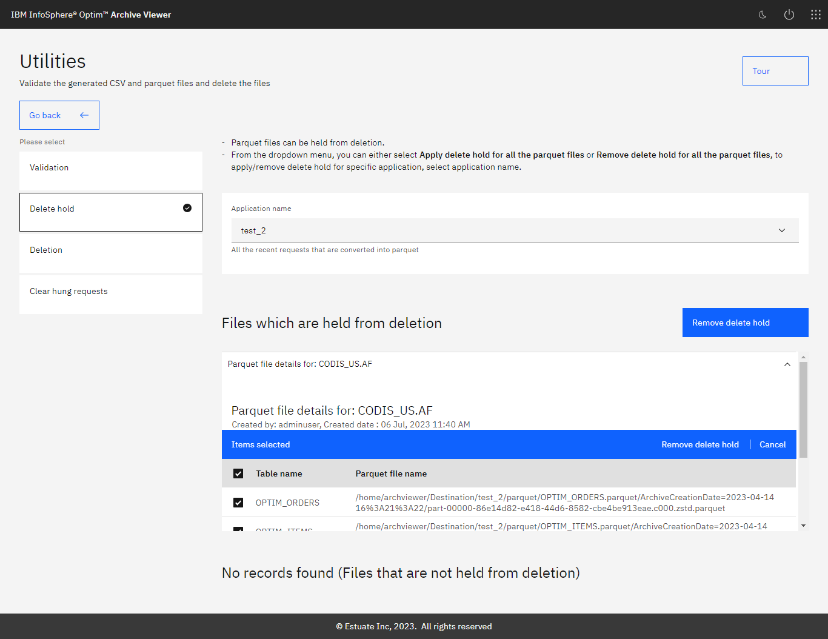 IBM InfoSphere® Optim™ Archive Viewer
Utilities
Validate the generated CSV and parquet files and delete the files
Tour
Go back
Please select
Validation
Delete hold
Deletion
Clear hung requests
- Parquet files can be held from deletion.
- From the dropdown menu, you can either select Apply delete hold for all the parquet files or Remove delete hold for all the parquet files, to
apply/remove delete hold for specific application, select application name.
Application name
test_2
All the recent requests that are converted into parquet
Files which are held from deletion
Remove delete hold
Parquet file details for: CODIS_US.AF
Parquet file details for: CODIS_US.AF
Created by: adminuser, Created date : 06 Jul, 2023 11:40 AM
Items selected
Remove delete hold
Cancel
Table name Parquet file name
OPTIM_ORDERS
/home/archviewer/Destination/test_2/parquet/OPTIM_ORDERS.parquet/ArchiveCreationDate=2023-04-14
16%3A21%3A22/part-00000-86e14d82-e418-44d6-8582-cbe4be913eae.c000.zstd.parquet
OPTIM_ITEMS
/home/archviewer/Destination/test_2/parquet/OPTIM_ITEMS.parquet/ArchiveCreationDate=2023-04-14
No records found (Files that are not held from deletion)
© Estuate Inc, 2023. All rights reserved